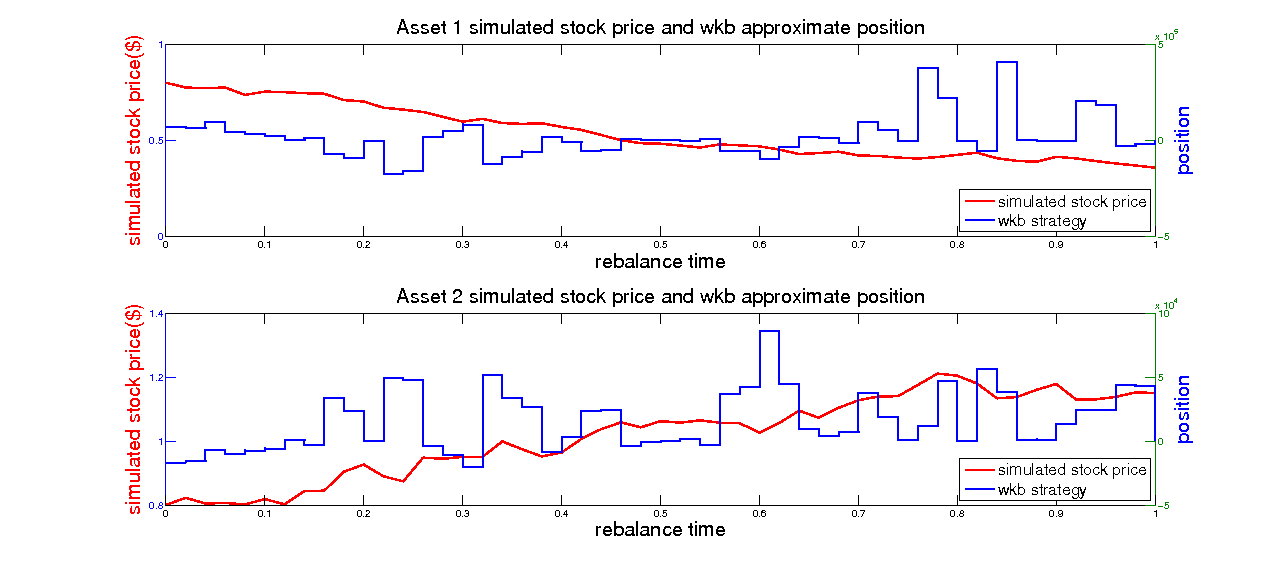 Asset 1 simulated stock price and wkb approximate position
x 10^5
simulated stock price($)
1
0.5
0
5
0
-5
position
simulated stock price
wkb strategy
0 0.1 0.2 0.3 0.4 0.5 0.6 0.7 0.8 0.9 1
rebalance time
Asset 2 simulated stock price and wkb approximate position
x 10^4
simulated stock price($)
1.4
1.2
1
0.8
10
5
0
-5
position
simulated stock price
wkb strategy
0 0.1 0.2 0.3 0.4 0.5 0.6 0.7 0.8 0.9 1
rebalance time